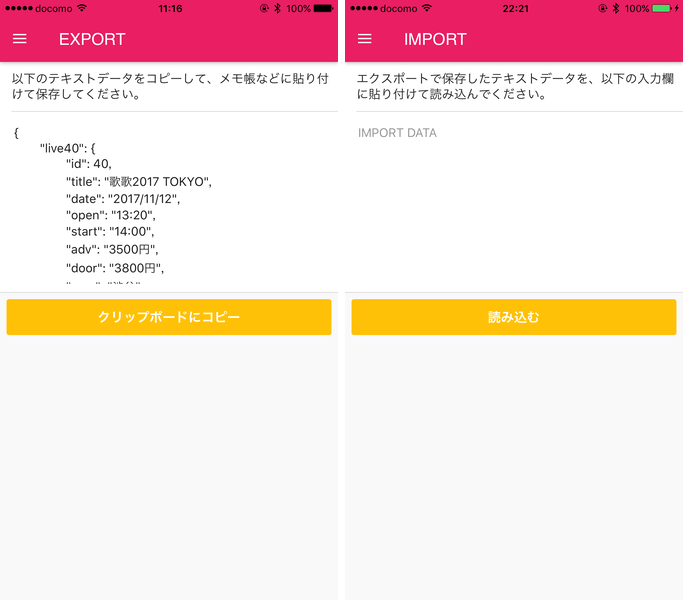 docomo 11:16 100%
EXPORT
以下のテキストデータをコピーして、メモ帳などに貼り付
けて保存してください。
{
"live40": {
"id": 40,
"title": "歌歌2017 TOKYO",
"date": "2017/11/12",
"open": "13:20",
"start": "14:00",
"adv": "3500円",
"door": "3800円",
クリップボードにコピー
docomo 22:21 100%
IMPORT
エクスポートで保存したテキストデータを、以下の入力欄
に貼り付けて読み込んでください。
IMPORT DATA
読み込む